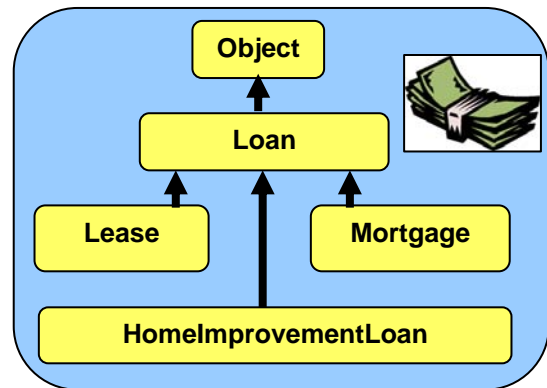 Object
Loan
Lease
Mortgage
HomeImprovementLoan